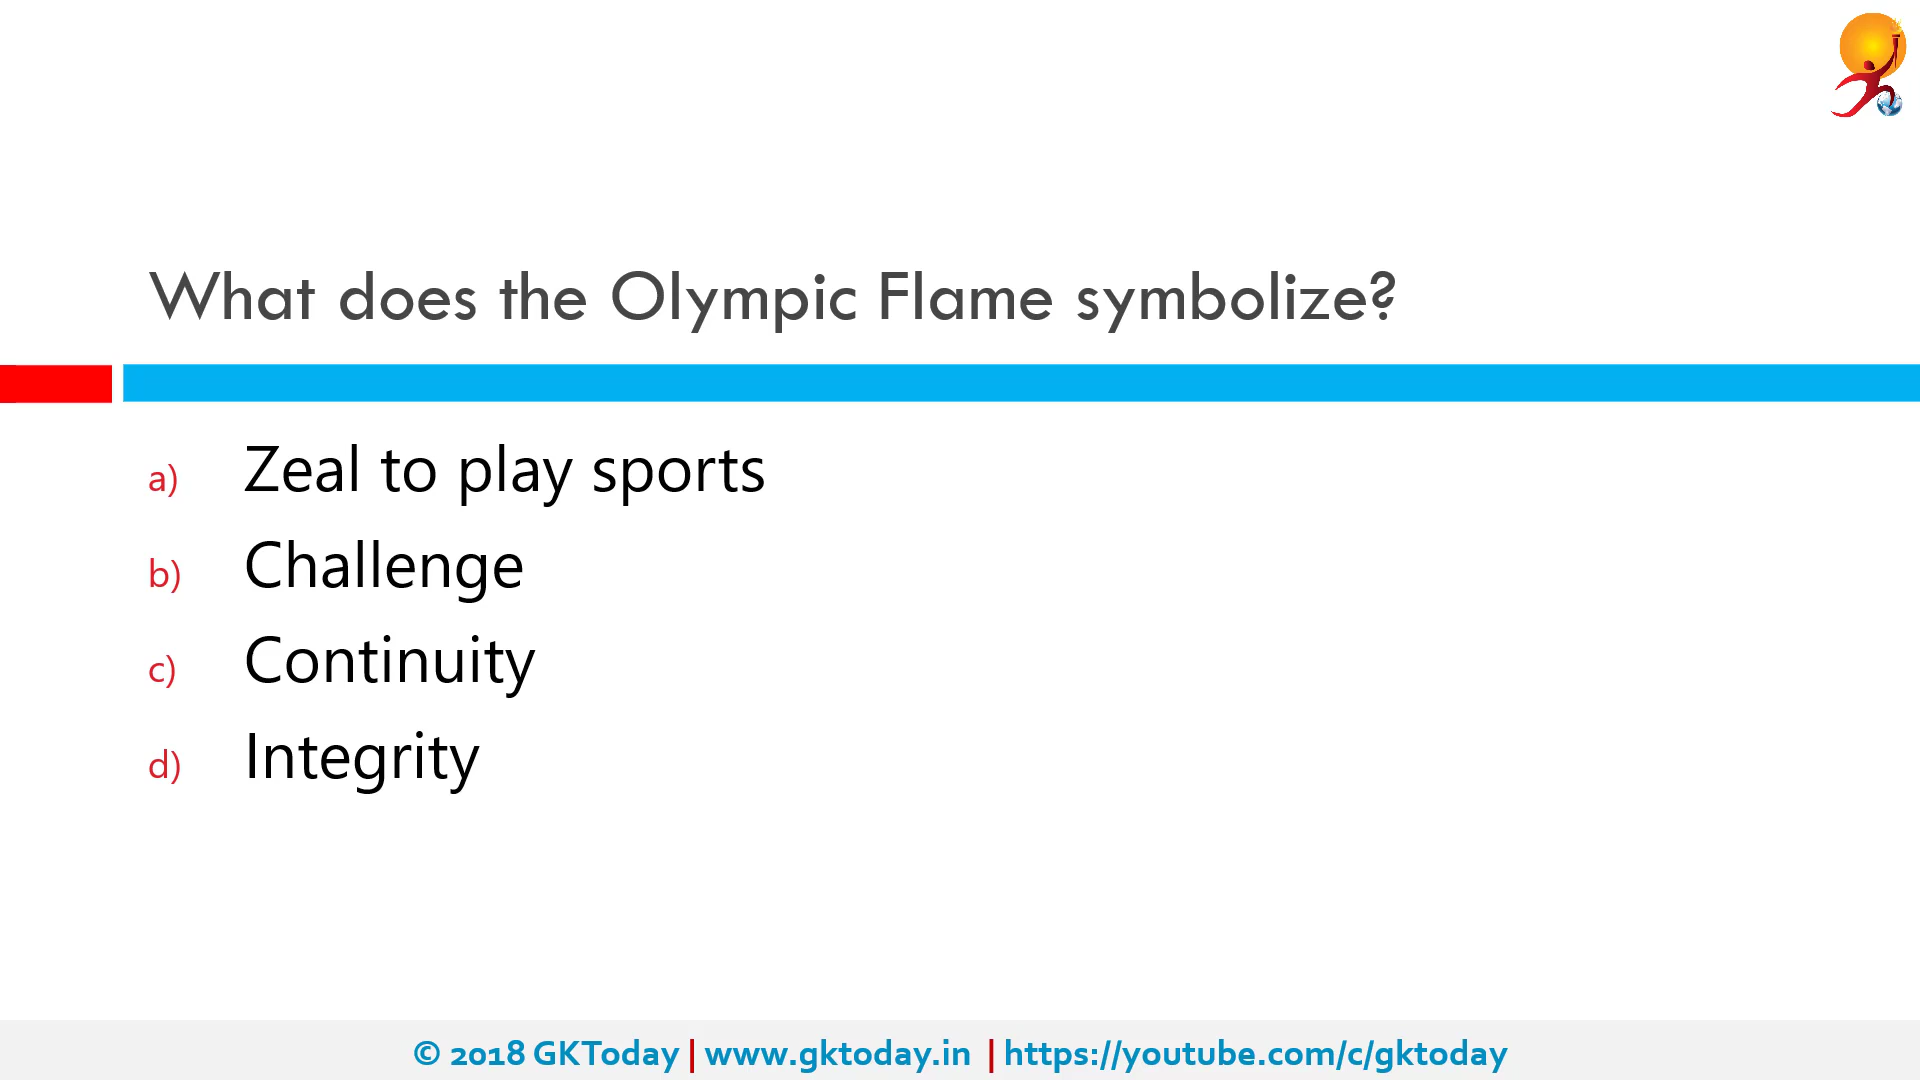 What does the Olympic Flame symbolize?
a) Zeal to play sports
b) Challenge
c) Continuity
d) Integrity
© 2018 GKToday | www.gktoday.in | https://youtube.com/c/gktoday